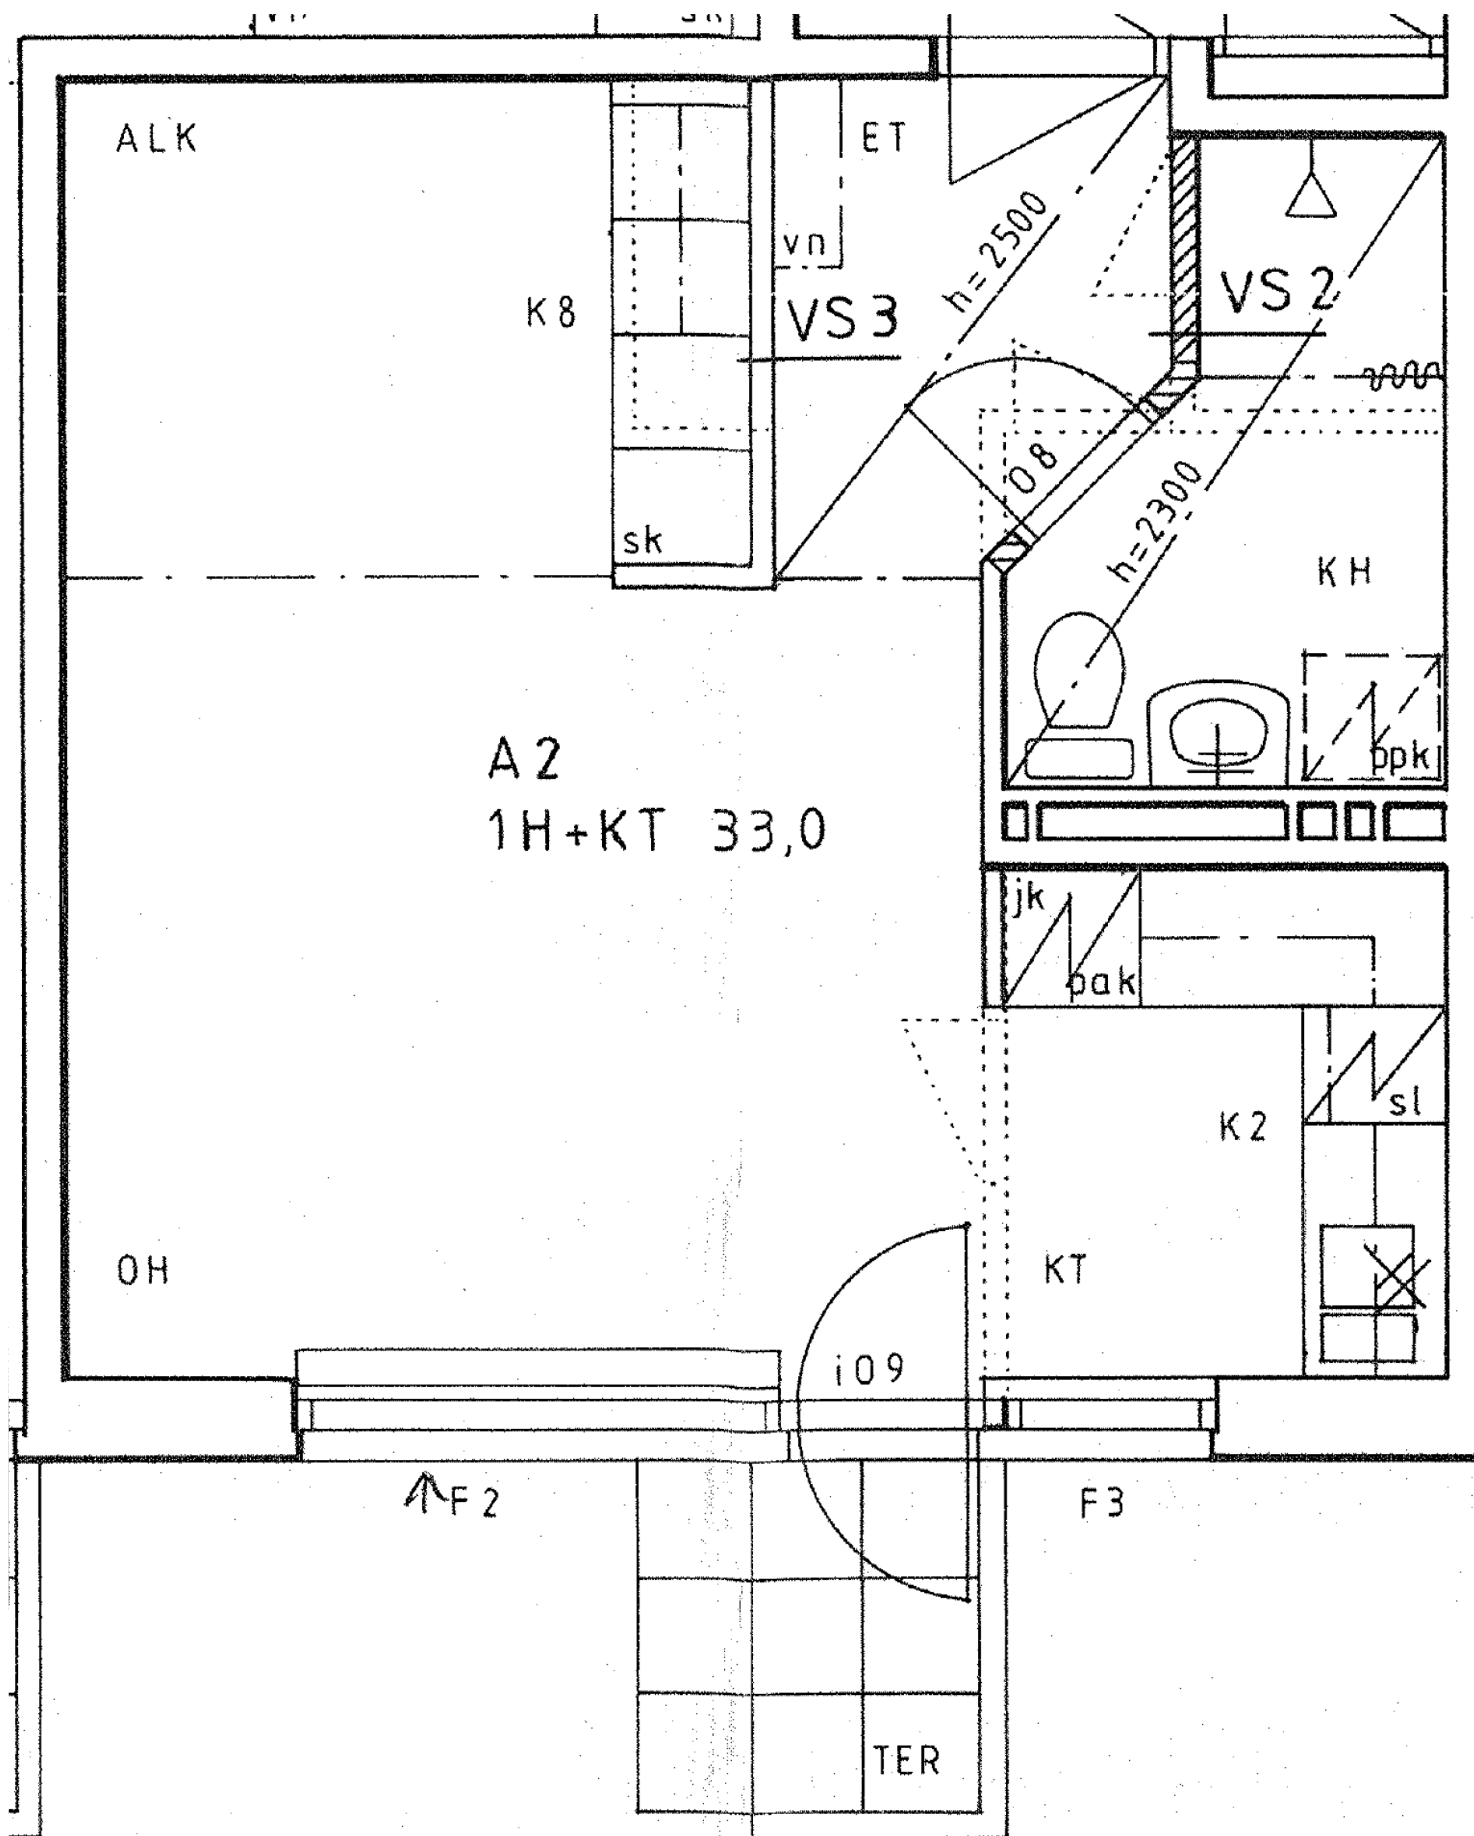 ALK
ET
vn
h=2500
K8
VS3
VS2
08
sk
h=2300
KH
A2
1H+KT 33,0
ppk
jk
pak
sl
K2
OH
KT
i09
F2
F3
TER